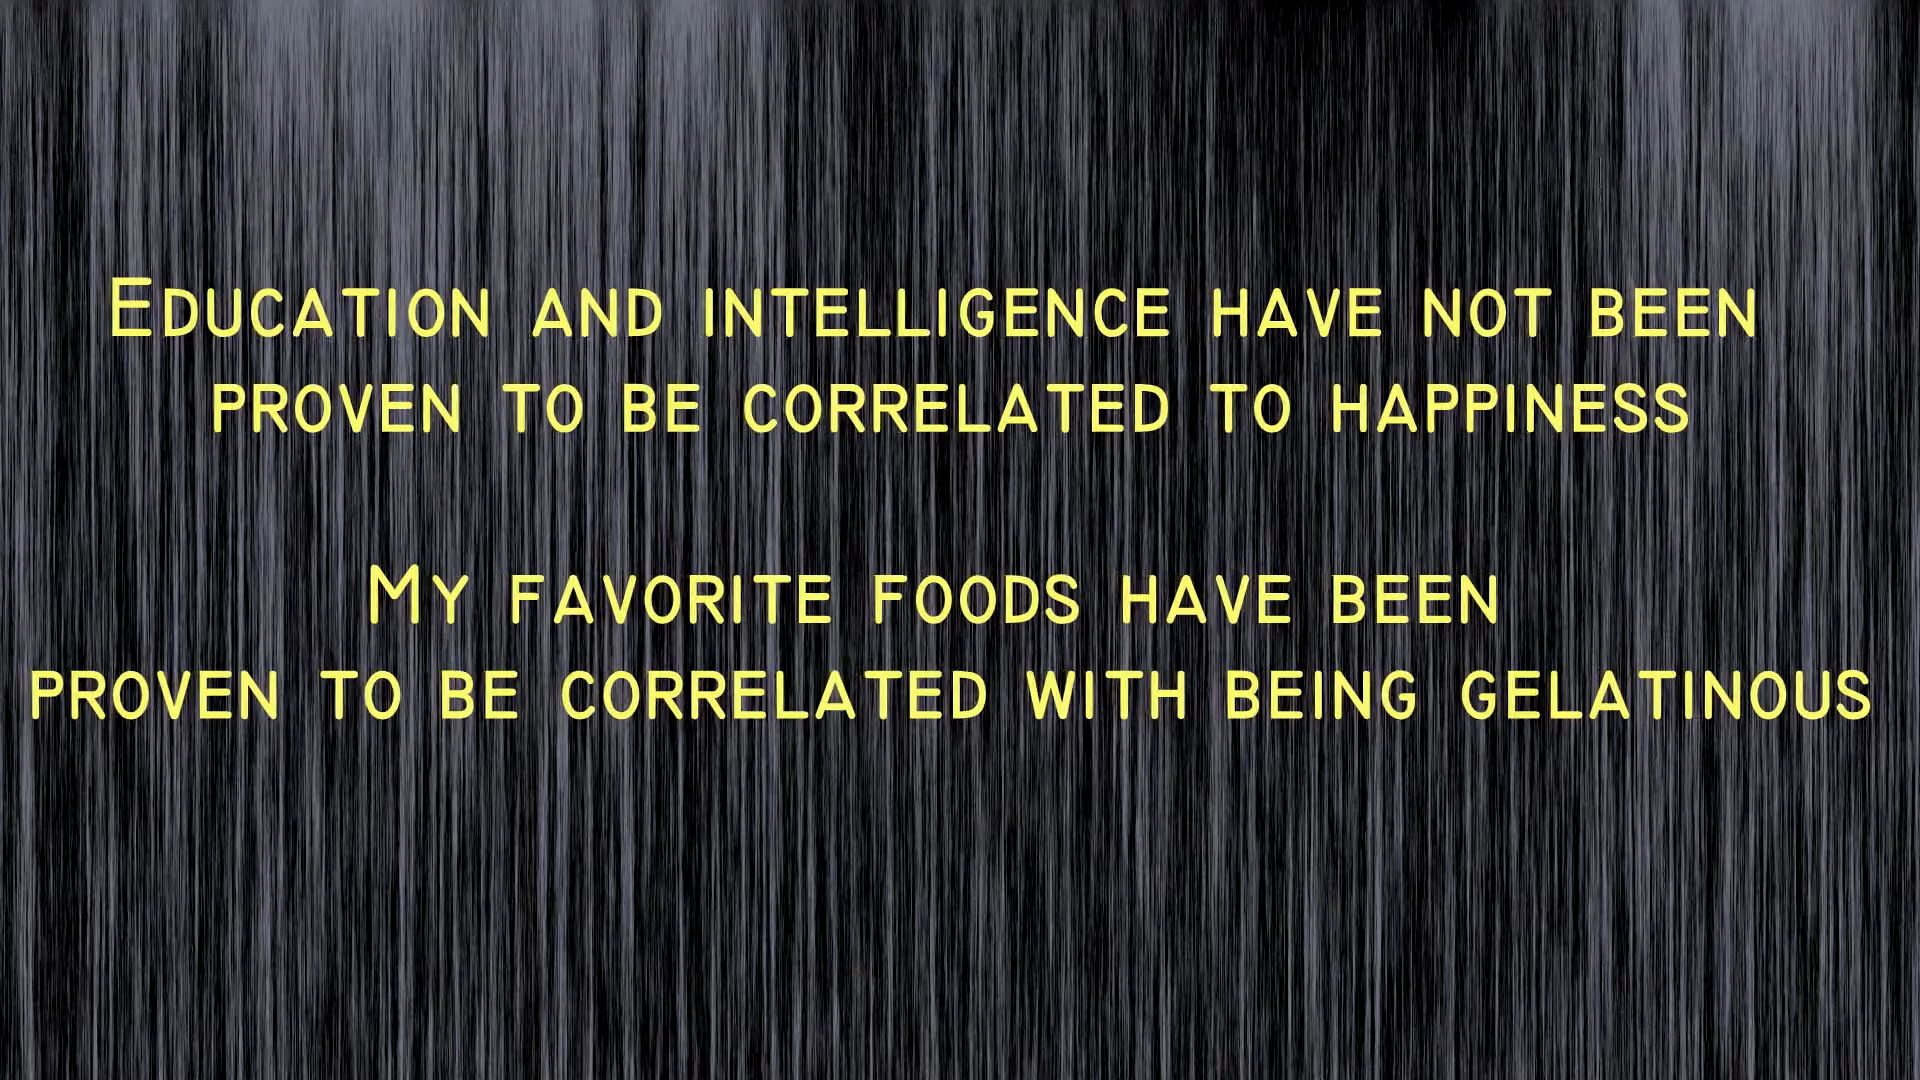 Education and intelligence have not been
proven to be correlated to happiness
My favorite foods have been
proven to be correlated with being gelatinous